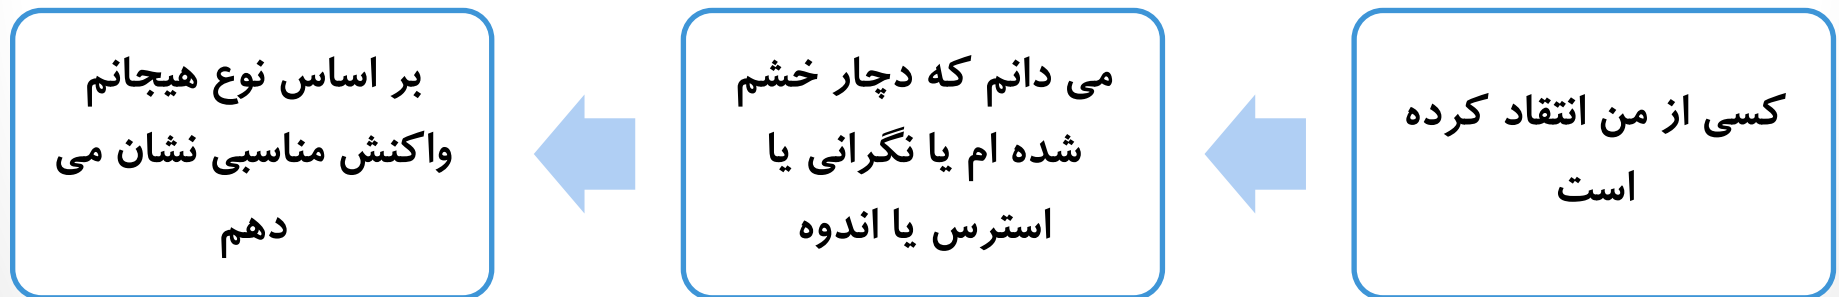 کسی از من انتقاد کرده
است
می دانم که دچار خشم
شده ام یا نگرانی یا
استرس یا اندوه
بر اساس نوع هیجانم
واکنش مناسبی نشان می
دهم